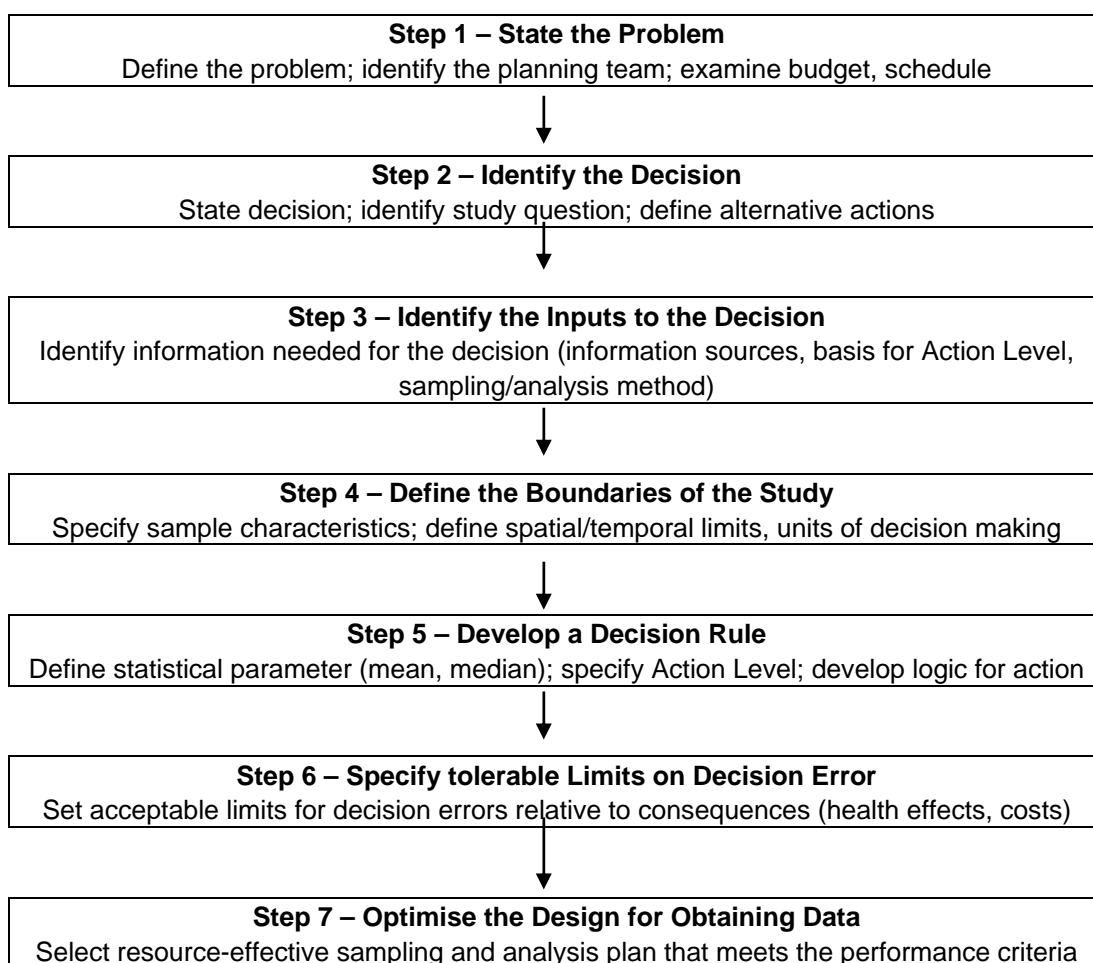 Step 1 – State the Problem
Define the problem; identify the planning team; examine budget, schedule
Step 2 – Identify the Decision
State decision; identify study question; define alternative actions
Step 3 – Identify the Inputs to the Decision
Identify information needed for the decision (information sources, basis for Action Level,
sampling/analysis method)
Step 4 – Define the Boundaries of the Study
Specify sample characteristics; define spatial/temporal limits, units of decision making
Step 5 – Develop a Decision Rule
Define statistical parameter (mean, median); specify Action Level; develop logic for action
Step 6 – Specify tolerable Limits on Decision Error
Set acceptable limits for decision errors relative to consequences (health effects, costs)
Step 7 – Optimise the Design for Obtaining Data
Select resource-effective sampling and analysis plan that meets the performance criteria